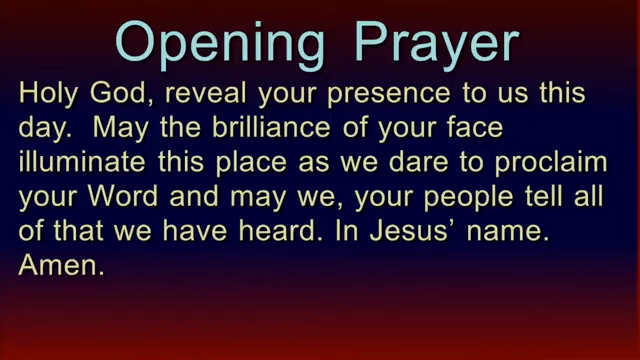 Opening Prayer
Holy God, reveal your presence to us this
day.  May the brilliance of your face
illuminate this place as we dare to proclaim
your Word and may we, your people tell all
of that we have heard. In Jesus’ name.
Amen.